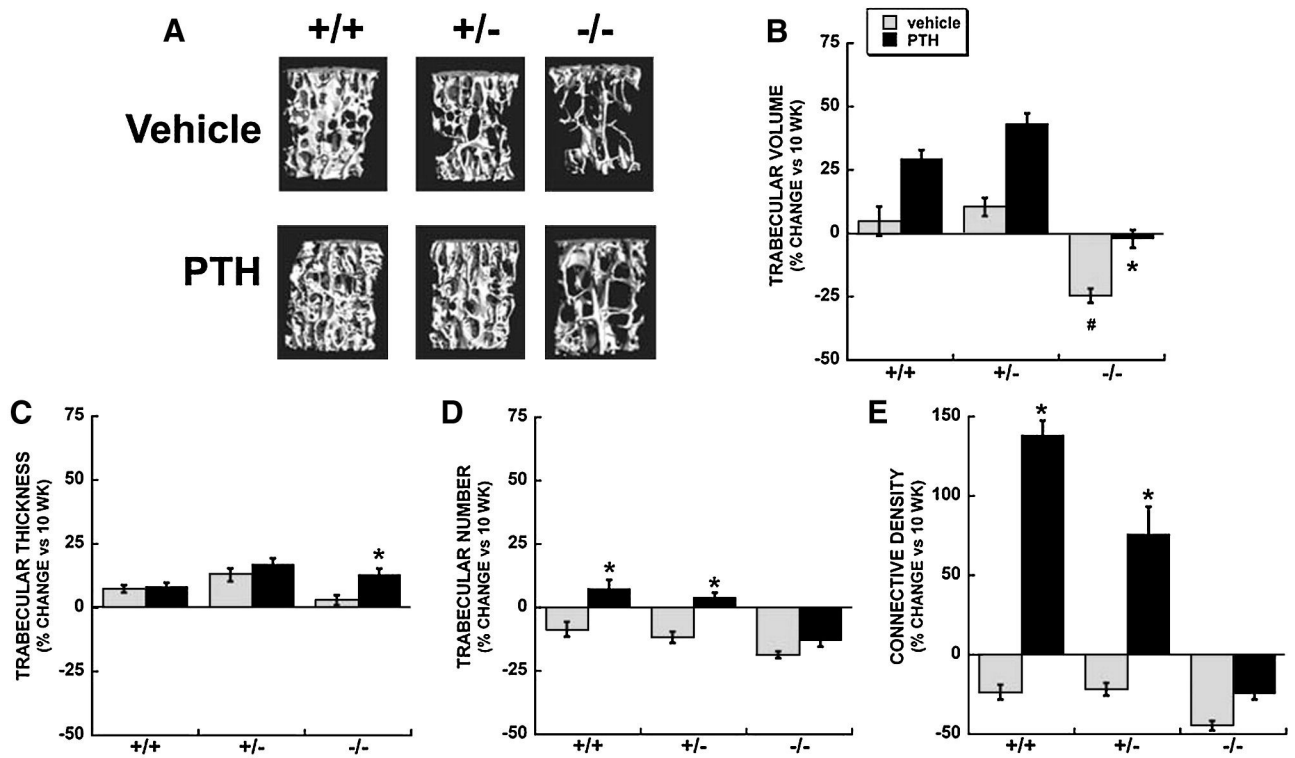 A
+/+ +/- -/-
Vehicle
PTH
B
vehicle
PTH
TRABECULAR VOLUME
(% CHANGE vs 10 WK)
75
50
25
0
-25
-50
*
#
+/+ +/- -/-
C
TRABECULAR THICKNESS
(% CHANGE vs 10 WK)
75
50
25
0
-25
-50
*
+/+ +/- -/-
D
TRABECULAR NUMBER
(% CHANGE vs 10 WK)
75
50
25
0
-25
-50
* *
+/+ +/- -/-
E
CONNECTIVE DENSITY
(% CHANGE vs 10 WK)
150
100
50
0
-50
*
*
+/+ +/- -/-